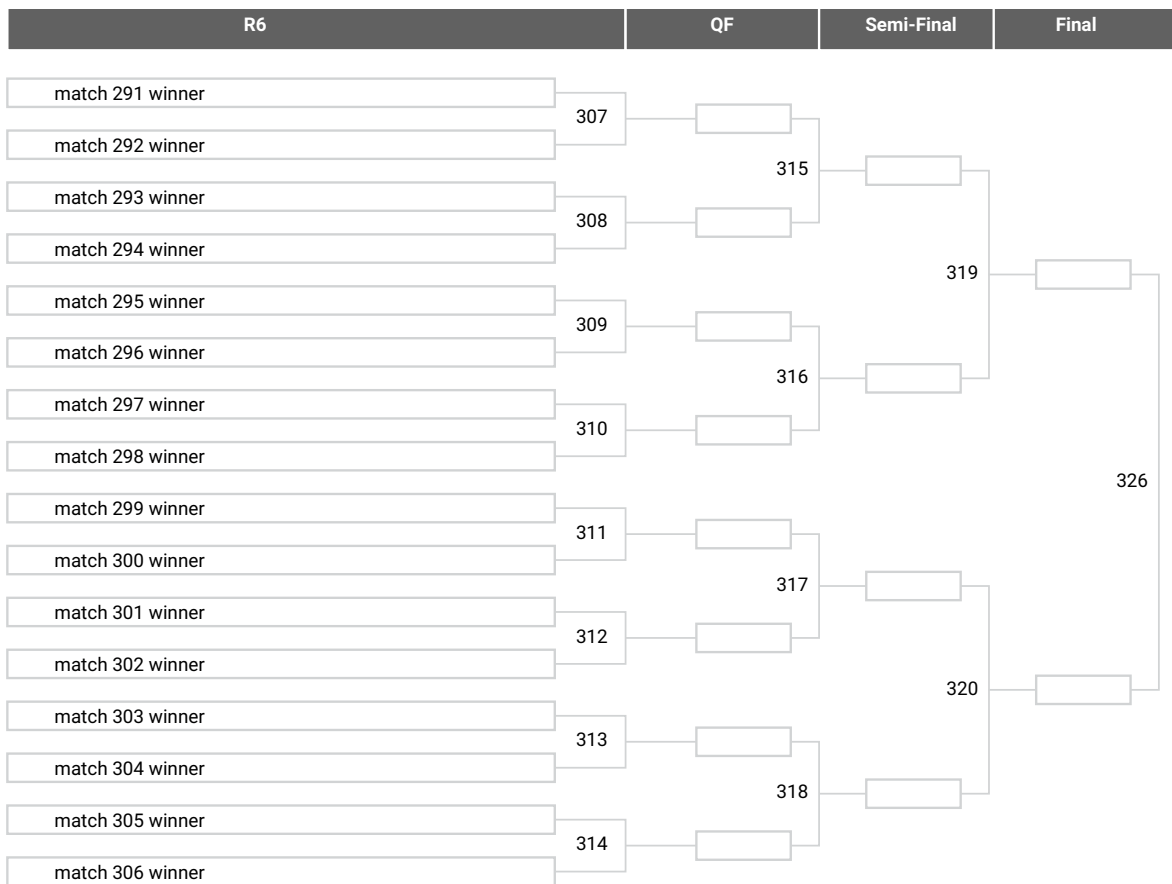 R6 QF Semi-Final Final
match 291 winner
307
match 292 winner
315
match 293 winner
308
match 294 winner
319
match 295 winner
309
match 296 winner
316
match 297 winner
310
match 298 winner
326
match 299 winner
311
match 300 winner
317
match 301 winner
312
match 302 winner
320
match 303 winner
313
match 304 winner
318
match 305 winner
314
match 306 winner